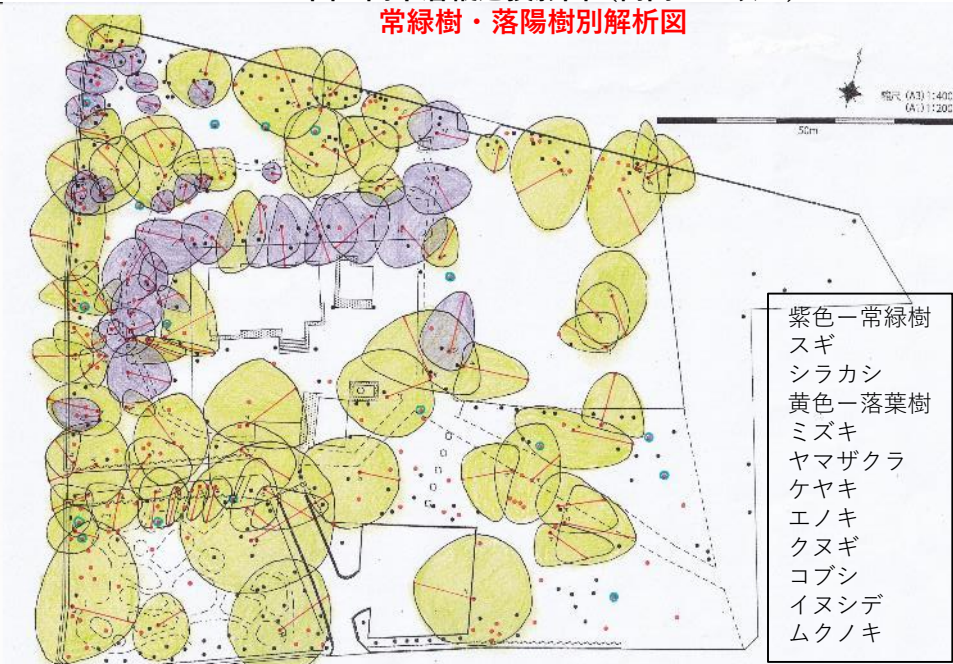 常緑樹・落陽樹別解析図
縮尺 (A3)1:400
(A1)1:200
50m
紫色ー常緑樹
スギ
シラカシ
黄色ー落葉樹
ミズキ
ヤマザクラ
ケヤキ
エノキ
クヌギ
コブシ
イヌシデ
ムクノキ